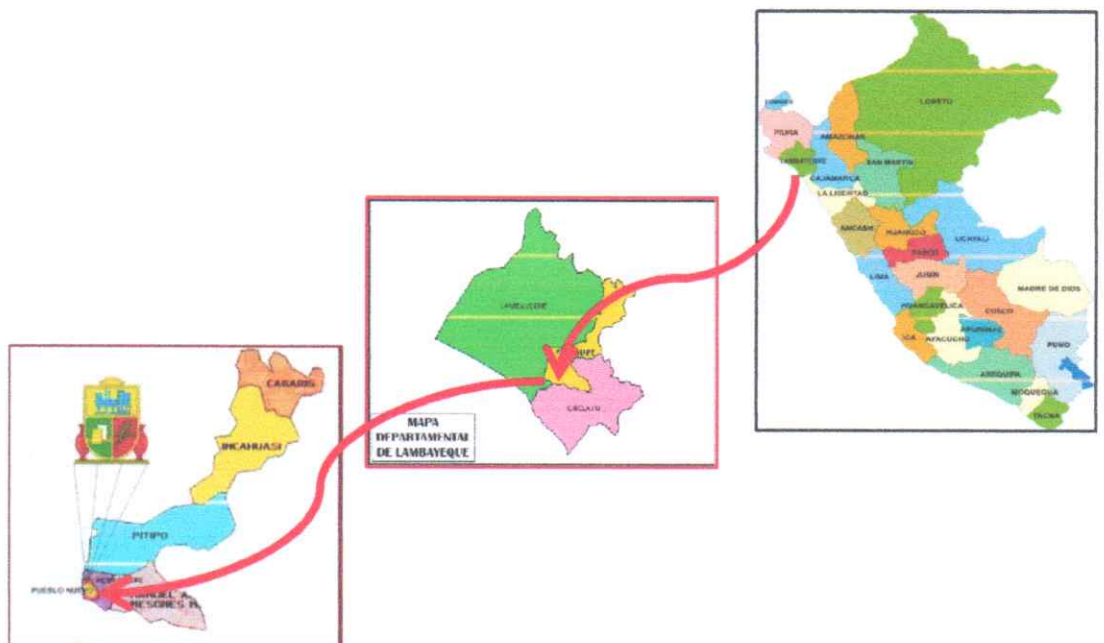 LORETO
PIURA
AMAZONAS
LAMBAYEQUE
SAN MARTIN
CAJAMARCA
LA LIBERTAD
ANCASH
HUANUCO
UCAYALI
PASCO
LIMA
JUNIN
MADRE DE DIOS
HUANCAVELICA
CUSCO
ICA
AYACUCHO
PUNO
AREQUIPA
MOQUEGUA
TACNA
LAMBAYEQUE
CHICLAYO
MAPA
DEPARTAMENTAL
DE LAMBAYEQUE
CAÑARIS
INCAHUASI
PITIPO
PUEBLO NUEVO
MESONES M.